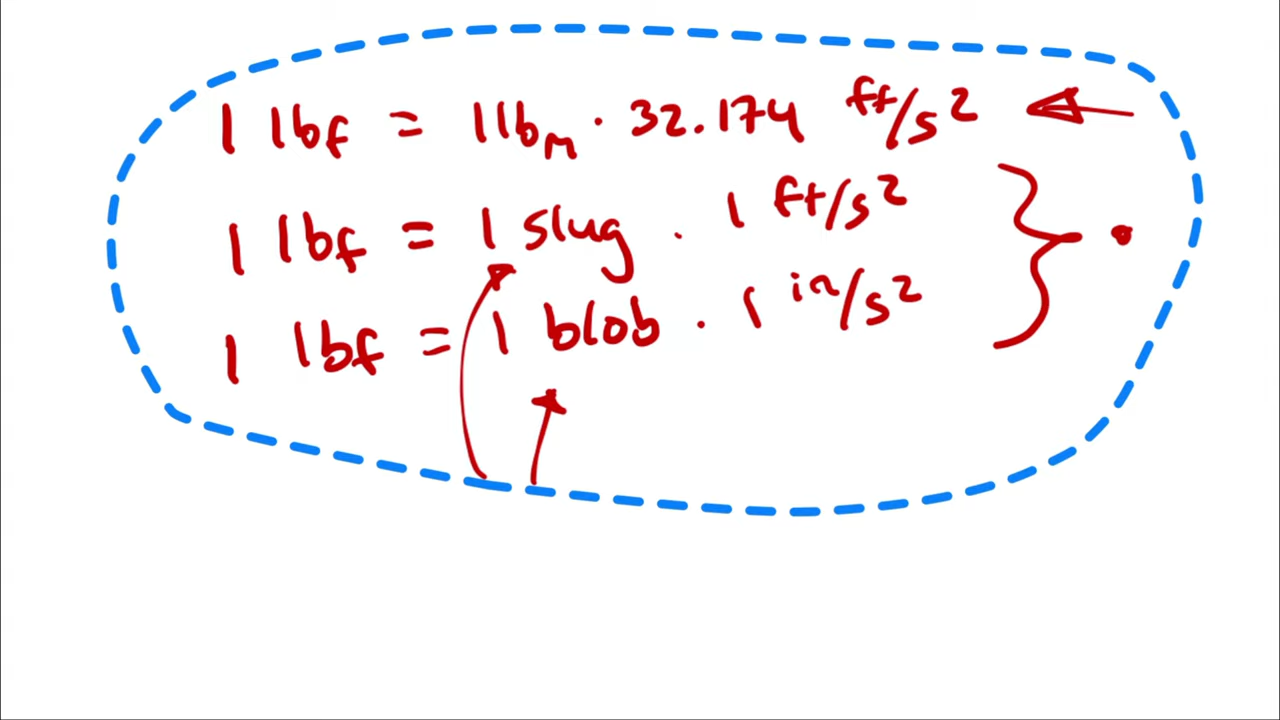 1 lbf = 1 lbm · 32.174 ft/s²
1 lbf = 1 slug · 1 ft/s²
1 lbf = 1 blob · 1 in/s²